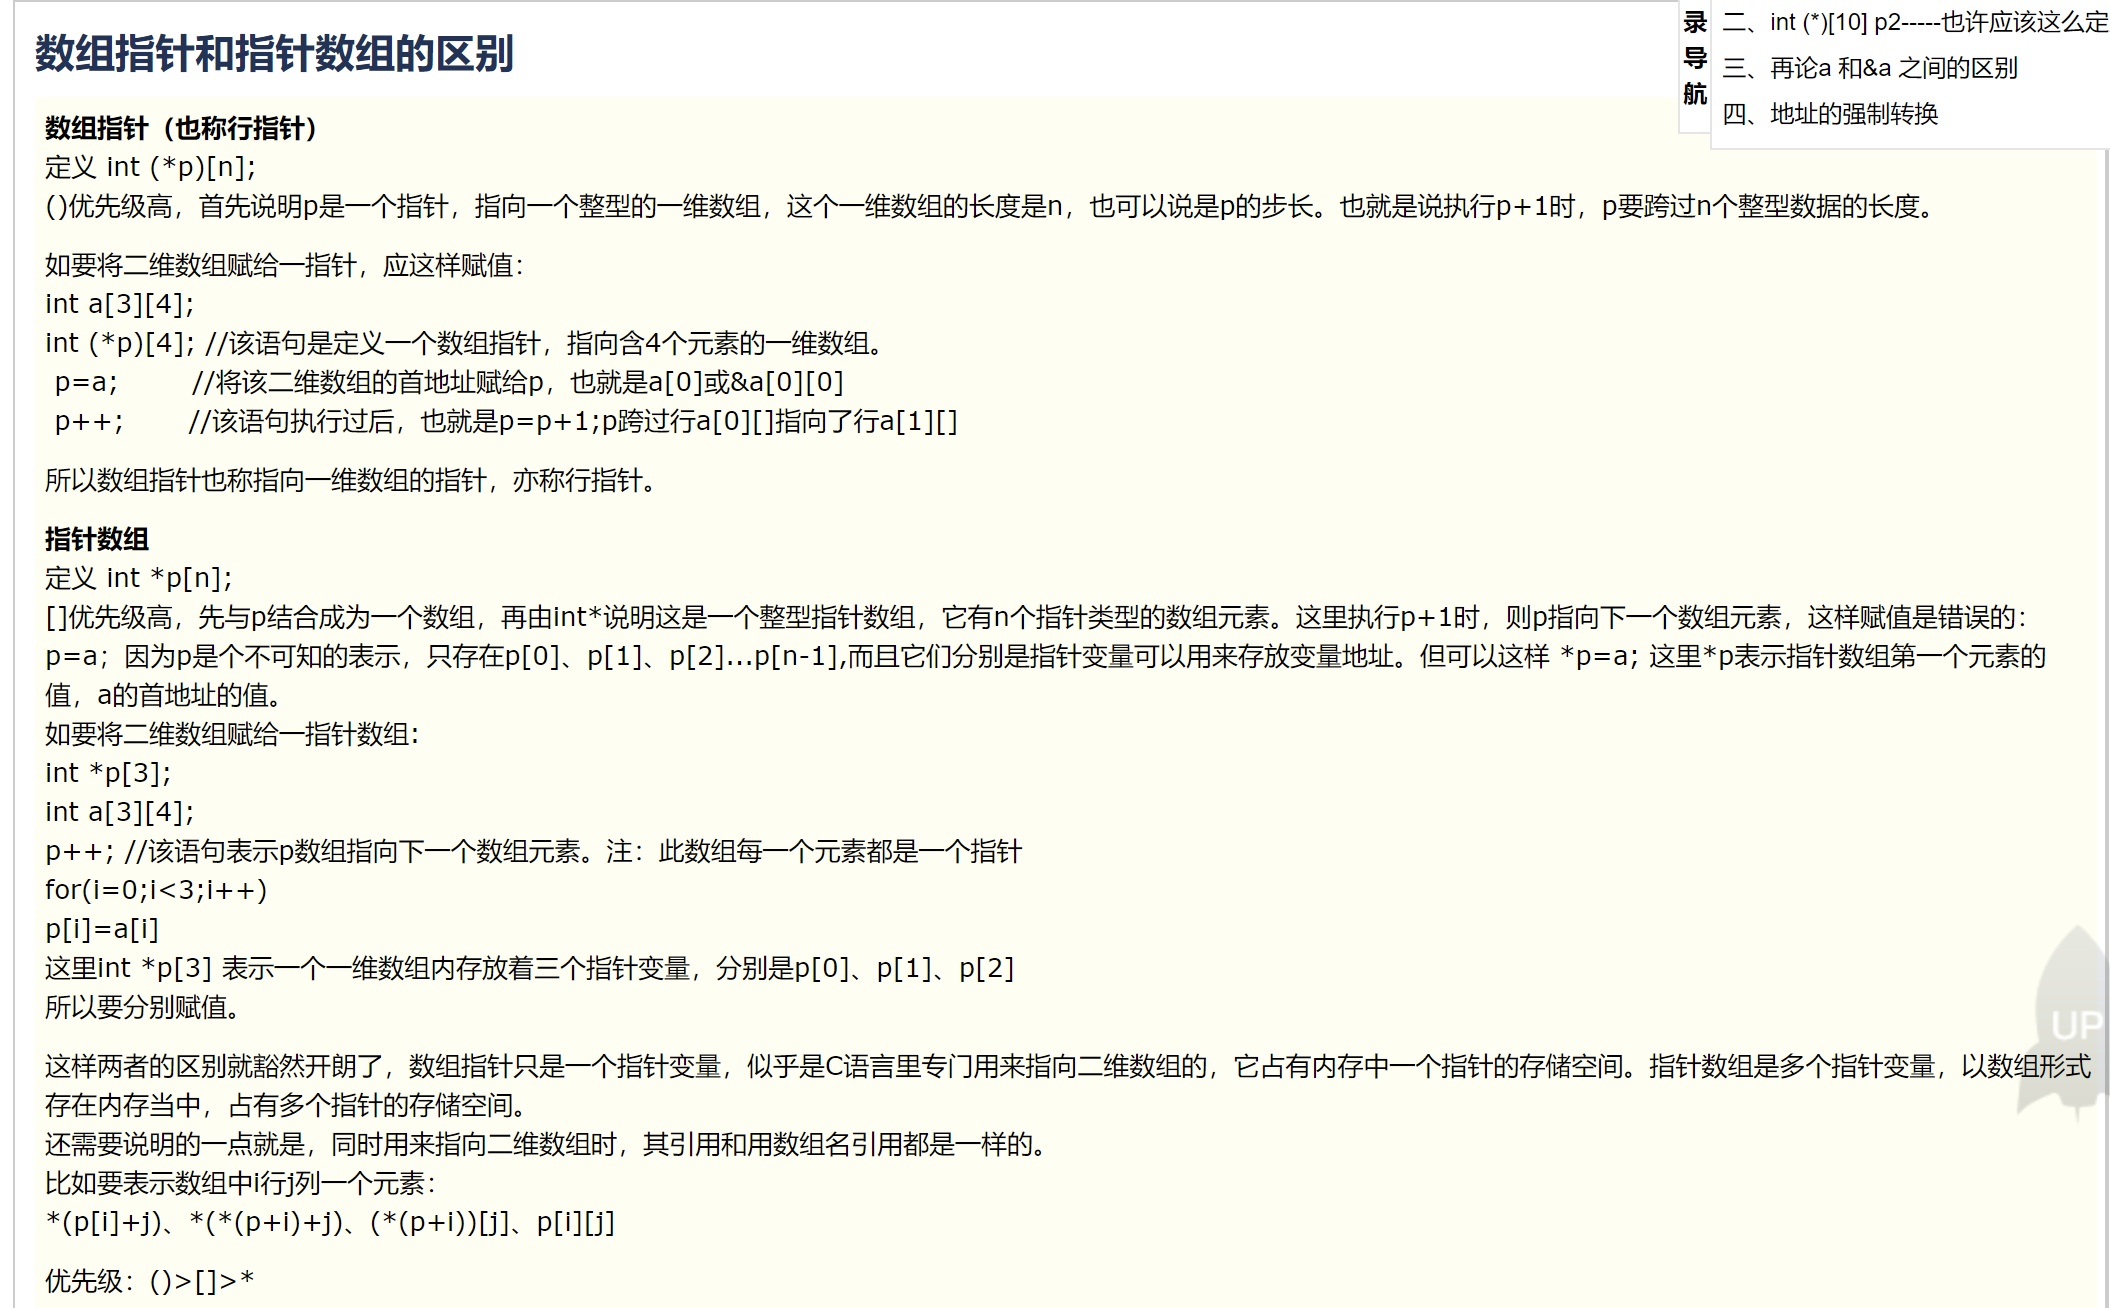 数组指针和指针数组的区别
录
导
航
二、int (*)[10] p2-----也许应该这么定
三、再论a 和&a 之间的区别
四、地址的强制转换
数组指针（也称行指针）
定义 int (*p)[n];
()优先级高，首先说明p是一个指针，指向一个整型的一维数组，这个一维数组的长度是n，也可以说是p的步长。也就是说执行p+1时，p要跨过n个整型数据的长度。
如要将二维数组赋给一指针，应这样赋值：
int a[3][4];
int (*p)[4]; //该语句是定义一个数组指针，指向含4个元素的一维数组。
p=a;        //将该二维数组的首地址赋给p，也就是a[0]或&a[0][0]
p++;       //该语句执行过后，也就是p=p+1;p跨过行a[0][]指向了行a[1][]
所以数组指针也称指向一维数组的指针，亦称行指针。
指针数组
定义 int *p[n];
[]优先级高，先与p结合成为一个数组，再由int*说明这是一个整型指针数组，它有n个指针类型的数组元素。这里执行p+1时，则p指向下一个数组元素，这样赋值是错误的：
p=a；因为p是个不可知的表示，只存在p[0]、p[1]、p[2]...p[n-1],而且它们分别是指针变量可以用来存放变量地址。但可以这样 *p=a; 这里*p表示指针数组第一个元素的
值，a的首地址的值。
如要将二维数组赋给一指针数组:
int *p[3];
int a[3][4];
p++; //该语句表示p数组指向下一个数组元素。注：此数组每一个元素都是一个指针
for(i=0;i<3;i++)
p[i]=a[i]
这里int *p[3] 表示一个一维数组内存放着三个指针变量，分别是p[0]、p[1]、p[2]
所以要分别赋值。
这样两者的区别就豁然开朗了，数组指针只是一个指针变量，似乎是C语言里专门用来指向二维数组的，它占有内存中一个指针的存储空间。指针数组是多个指针变量，以数组形式
存在内存当中，占有多个指针的存储空间。
还需要说明的一点就是，同时用来指向二维数组时，其引用和用数组名引用都是一样的。
比如要表示数组中i行j列一个元素：
*(p[i]+j)、*(*(p+i)+j)、(*(p+i))[j]、p[i][j]
优先级：()>[]>*
UP